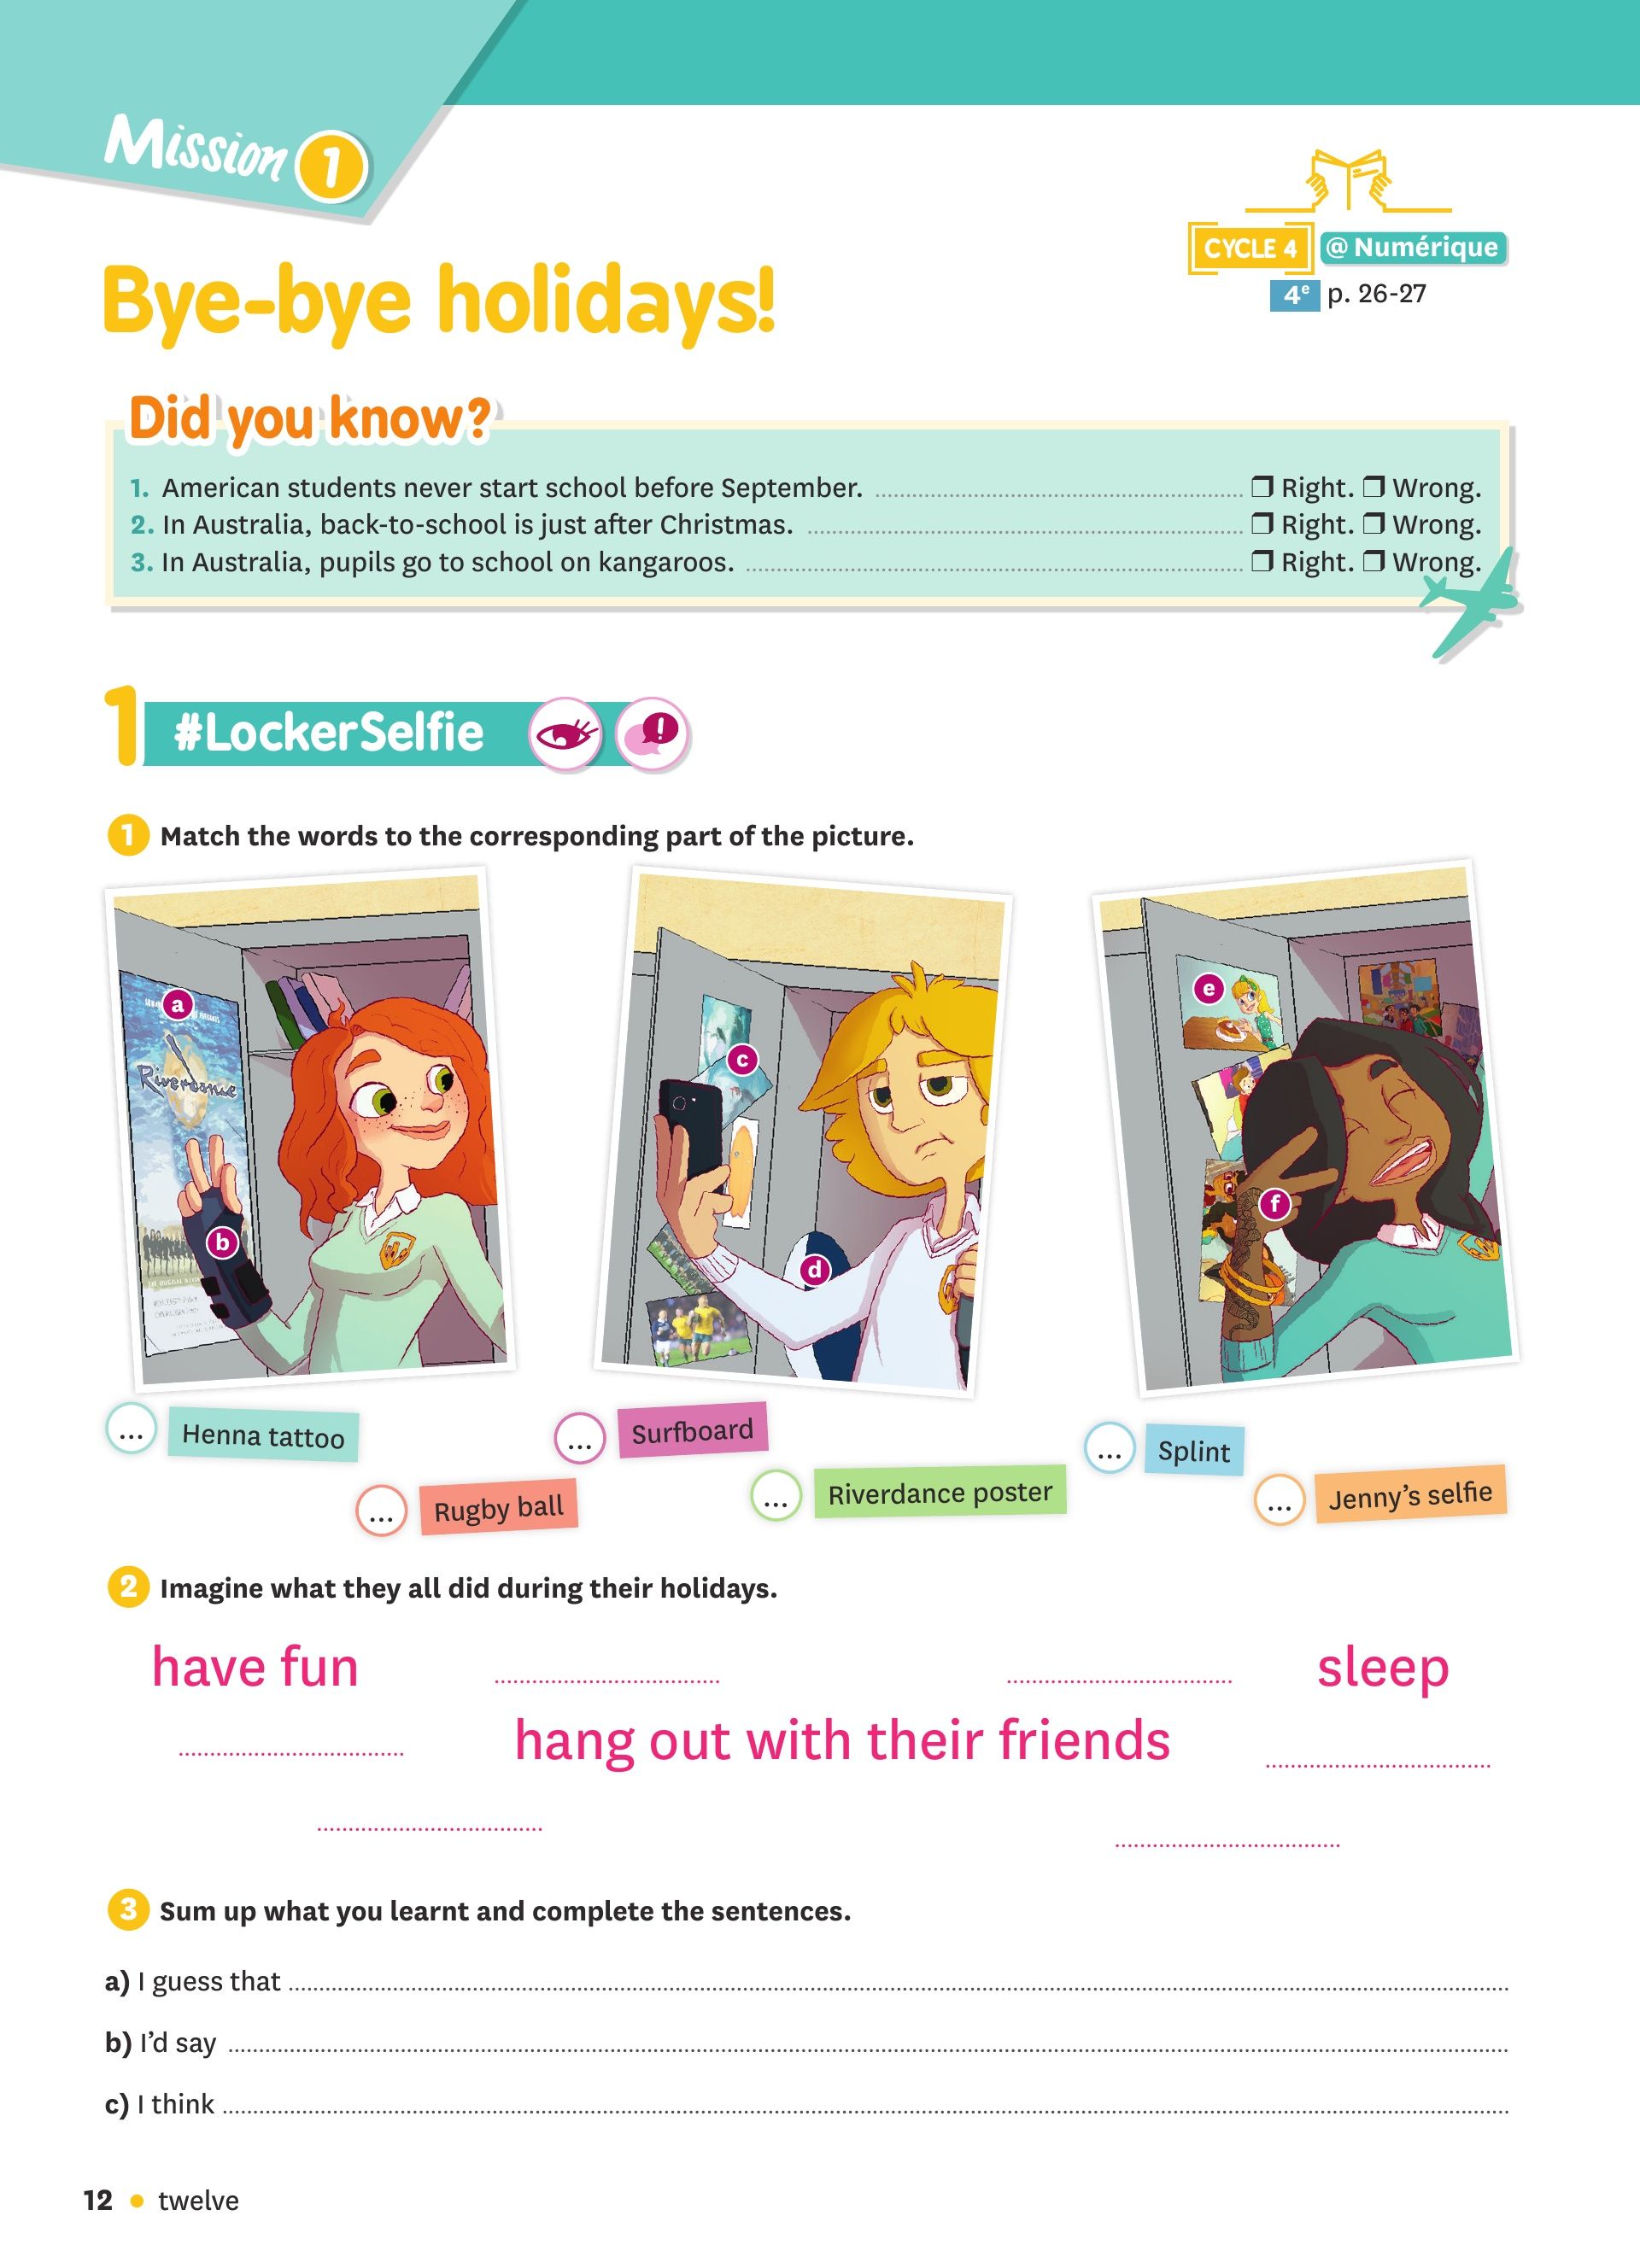 Mission 1
CYCLE 4 @ Numérique
4e p. 26-27
Bye-bye holidays!
Did you know?
1. American students never start school before September. ❒ Right. ❒ Wrong.
2. In Australia, back-to-school is just after Christmas. ❒ Right. ❒ Wrong.
3. In Australia, pupils go to school on kangaroos. ❒ Right. ❒ Wrong.
1 #LockerSelfie
!
1 Match the words to the corresponding part of the picture.
a
Riverdance
b
c
d
e
f
... Henna tattoo
... Surfboard
... Splint
... Rugby ball
... Riverdance poster
... Jenny's selfie
2 Imagine what they all did during their holidays.
have fun
sleep
hang out with their friends
3 Sum up what you learnt and complete the sentences.
a) I guess that
b) I'd say
c) I think
12 • twelve